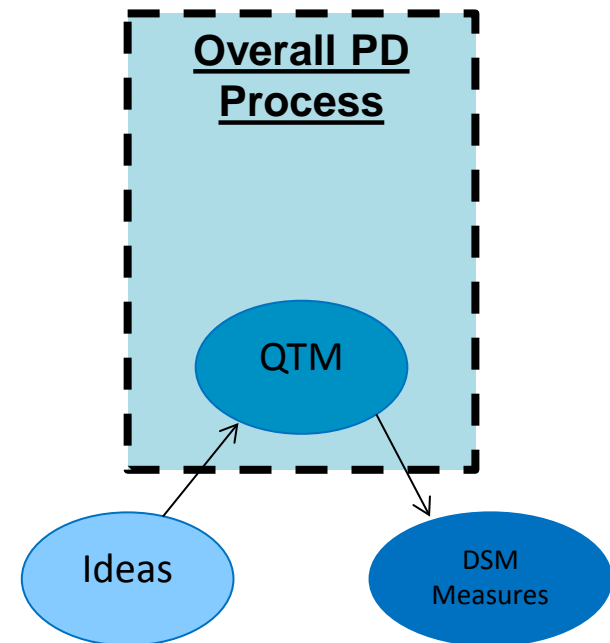 Overall PD
Process
QTM
Ideas
DSM
Measures